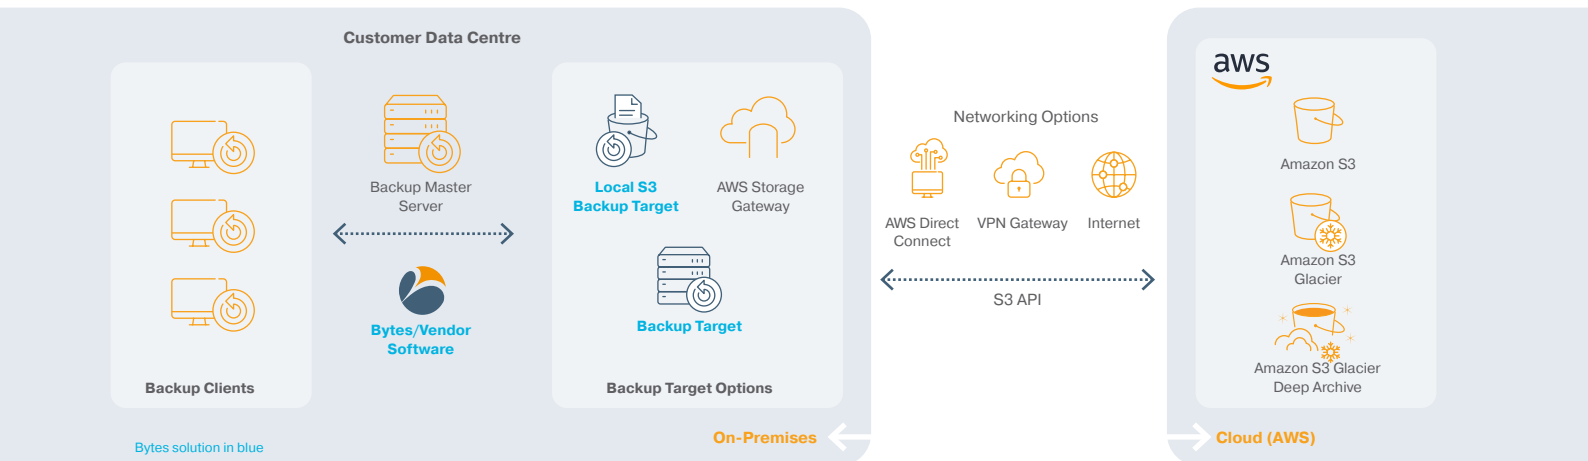 Customer Data Centre
Backup Master
Server
Bytes/Vendor
Software
Backup Clients
Local S3
Backup Target
AWS Storage
Gateway
Backup Target
Backup Target Options
Bytes solution in blue
On-Premises
Networking Options
AWS Direct
Connect
VPN Gateway
Internet
S3 API
aws
Amazon S3
Amazon S3
Glacier
Amazon S3 Glacier
Deep Archive
Cloud (AWS)